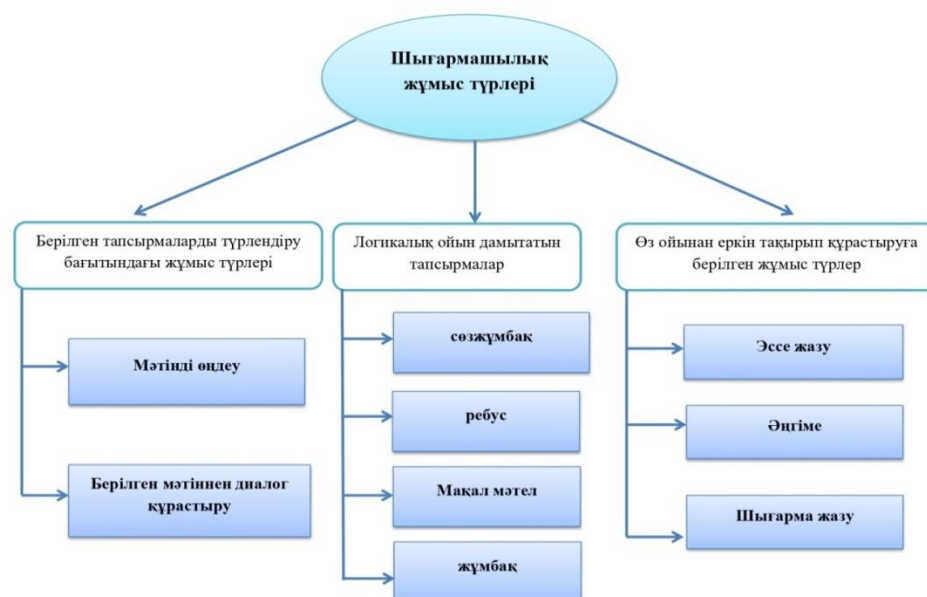 Шығармашылық
жұмыс түрлері
Берілген тапсырмаларды түрлендіру
бағытындағы жұмыс түрлері
Мәтінді өңдеу
Берілген мәтіннен диалог
құрастыру
Логикалық ойын дамытатын
тапсырмалар
сөзжұмбақ
ребус
Мақал мәтел
жұмбақ
Өз ойынан еркін тақырып құрастыруға
берілген жұмыс түрлер
Эссе жазу
Әңгіме
Шығарма жазу